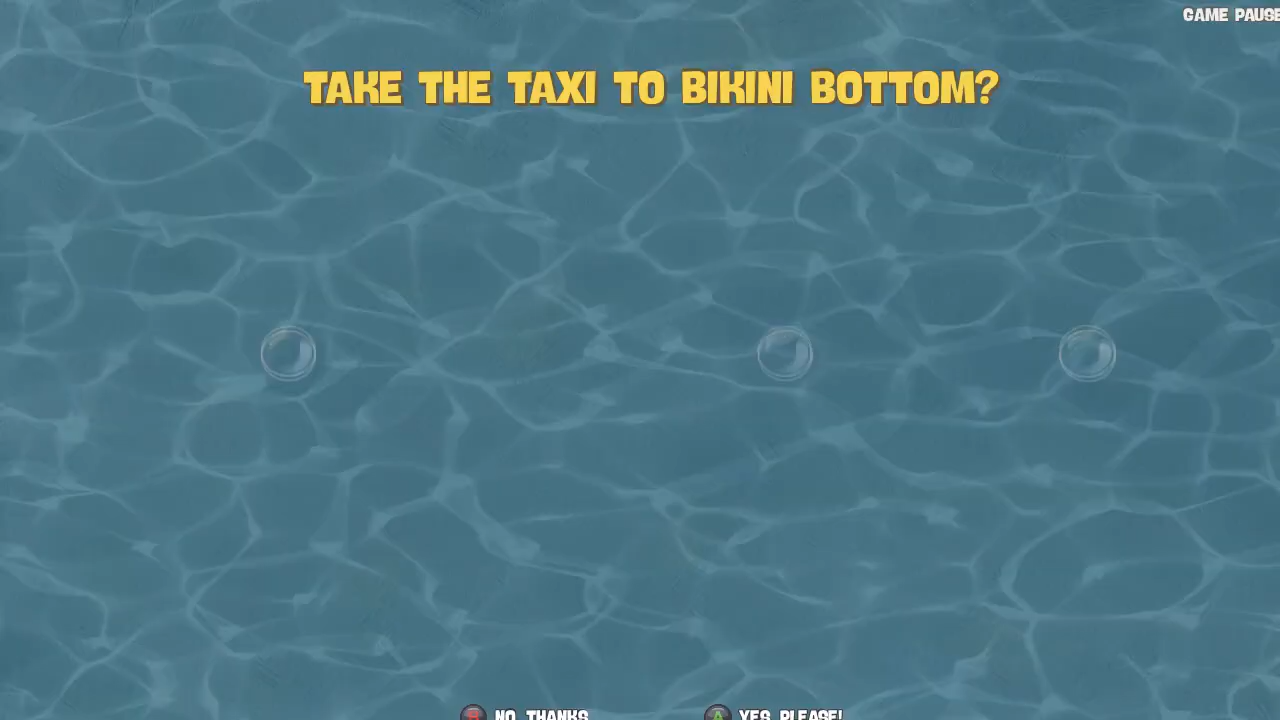 GAME PAUSE
TAKE THE TAXI TO BIKINI BOTTOM?
B NO, THANKS A YES, PLEASE!